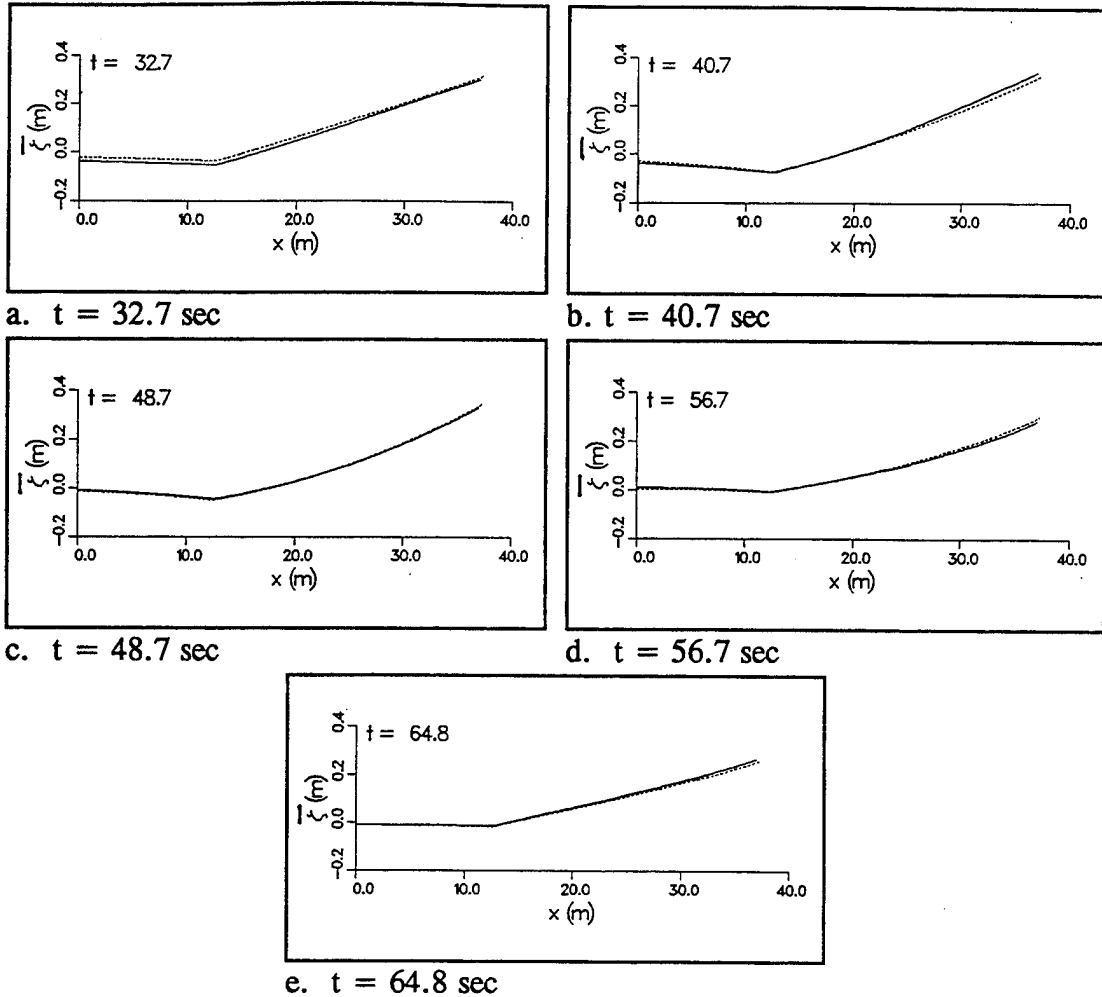 t = 32.7
0.4
0.2
0.0
-0.2
ζ (m)
0.0 10.0 20.0 30.0 40.0
x (m)
a. t = 32.7 sec
t = 40.7
0.4
0.2
0.0
-0.2
ζ (m)
0.0 10.0 20.0 30.0 40.0
x (m)
b. t = 40.7 sec
t = 48.7
0.4
0.2
0.0
-0.2
ζ (m)
0.0 10.0 20.0 30.0 40.0
x (m)
c. t = 48.7 sec
t = 56.7
0.4
0.2
0.0
-0.2
ζ (m)
0.0 10.0 20.0 30.0 40.0
x (m)
d. t = 56.7 sec
t = 64.8
0.4
0.2
0.0
-0.2
ζ (m)
0.0 10.0 20.0 30.0 40.0
x (m)
e. t = 64.8 sec